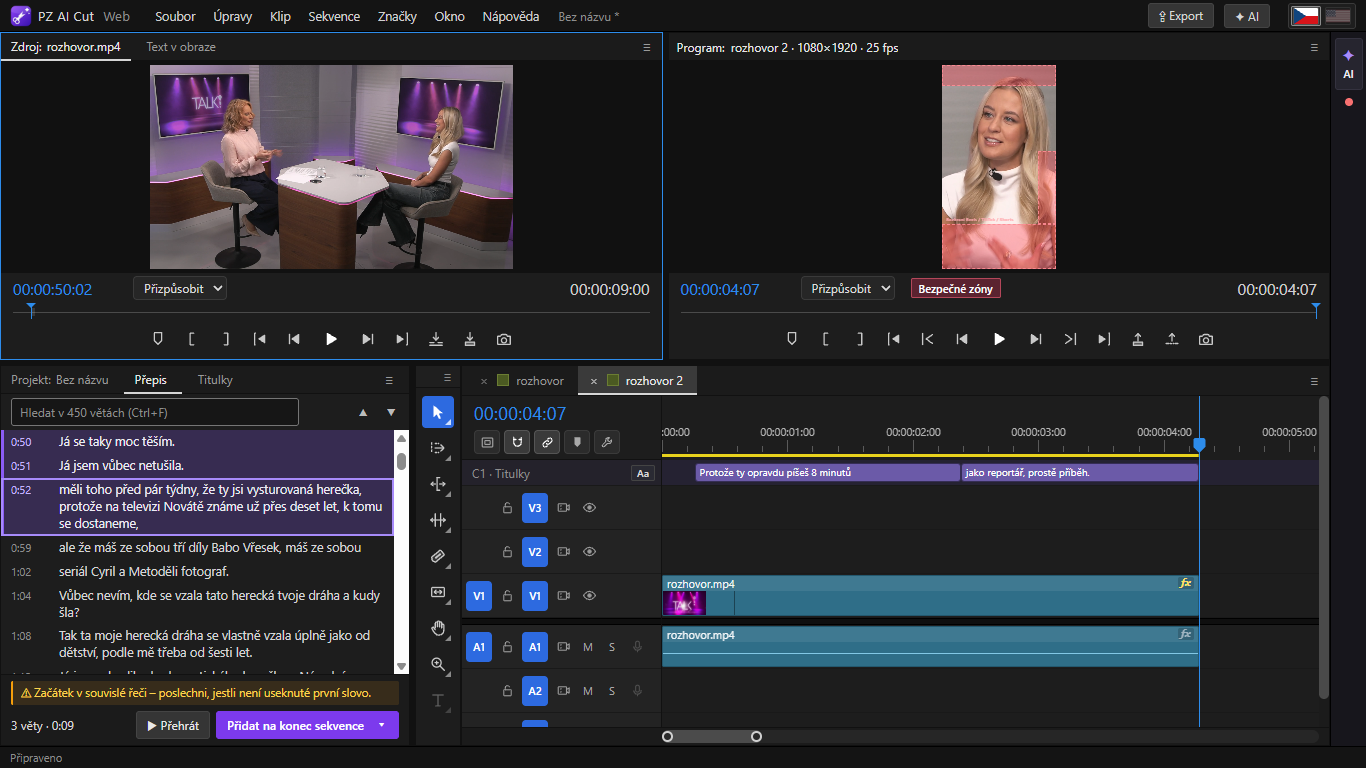 PZ AI Cut Web Soubor Úpravy Klip Sekvence Značky Okno Nápověda Bez názvu * Export AI
Zdroj: rozhovor.mp4 Text v obraze
Program: rozhovor 2 · 1080×1920 · 25 fps
AI
TALK
00:00:50:02 Přizpůsobit 00:00:09:00
00:00:04:07 Přizpůsobit Bezpečné zóny 00:00:04:07
Projekt: Bez názvu Přepis Titulky
Hledat v 450 větách (Ctrl+F)
0:50 Já se taky moc těším.
0:51 Já jsem vůbec netušila.
0:52 měli toho před pár týdny, že ty jsi vysturovaná herečka,
protože na televizi Novátě známe už přes deset let, k tomu
se dostaneme,
0:59 ale že máš ze sebou tří díly Babo Vřesek, máš ze sobou
1:02 seriál Cyril a Metoděli fotograf.
1:04 Vůbec nevím, kde se vzala tato herecká tvoje dráha a kudy
šla?
1:08 Tak ta moje herecká dráha se vlastně vzala úplně jako od
dětství, podle mě třeba od šesti let.
Začátek v souvislé řeči – poslechni, jestli není useknuté první slovo.
3 věty · 0:09 Přehrát Přidat na konec sekvence
rozhovor rozhovor 2
00:00:04:07
:00:00 00:00:01:00 00:00:02:00 00:00:03:00 00:00:04:00 00:00:05:00
C1 · Titulky Aa Protože ty opravdu píšeš 8 minutů jako reportář, prostě příběh.
V3
V2
V1 V1 rozhovor.mp4 fx
TALK
A1 A1 M S rozhovor.mp4 fx
A2 M S
Připraveno